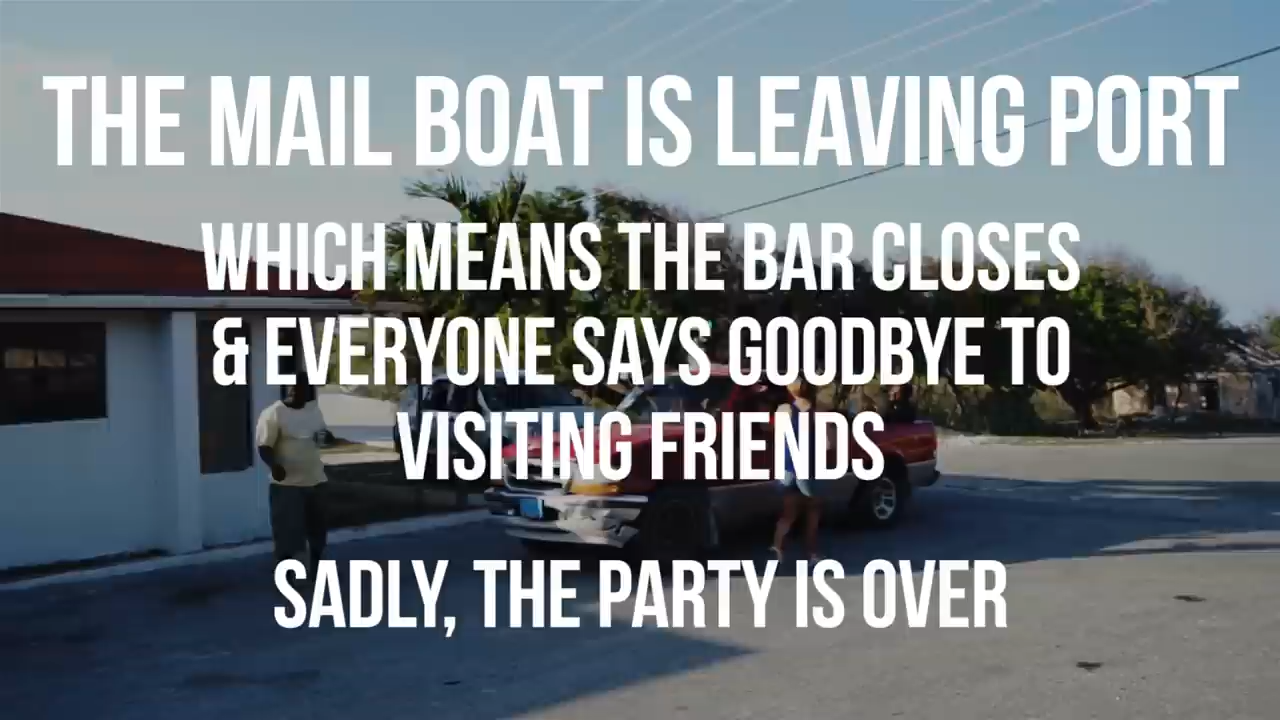 THE MAIL BOAT IS LEAVING PORT
WHICH MEANS THE BAR CLOSES
& EVERYONE SAYS GOODBYE TO
VISITING FRIENDS
SADLY, THE PARTY IS OVER